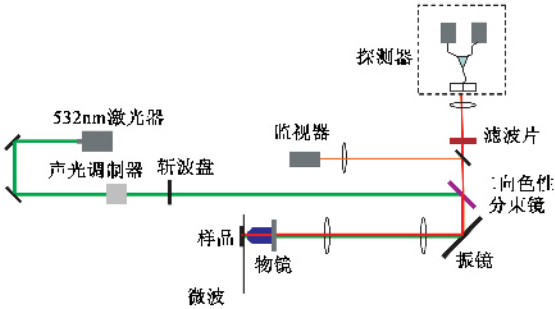 探测器
532nm激光器
监视器
滤波片
声光调制器
斩波盘
二向色性
分束镜
样品
物镜
振镜
微波